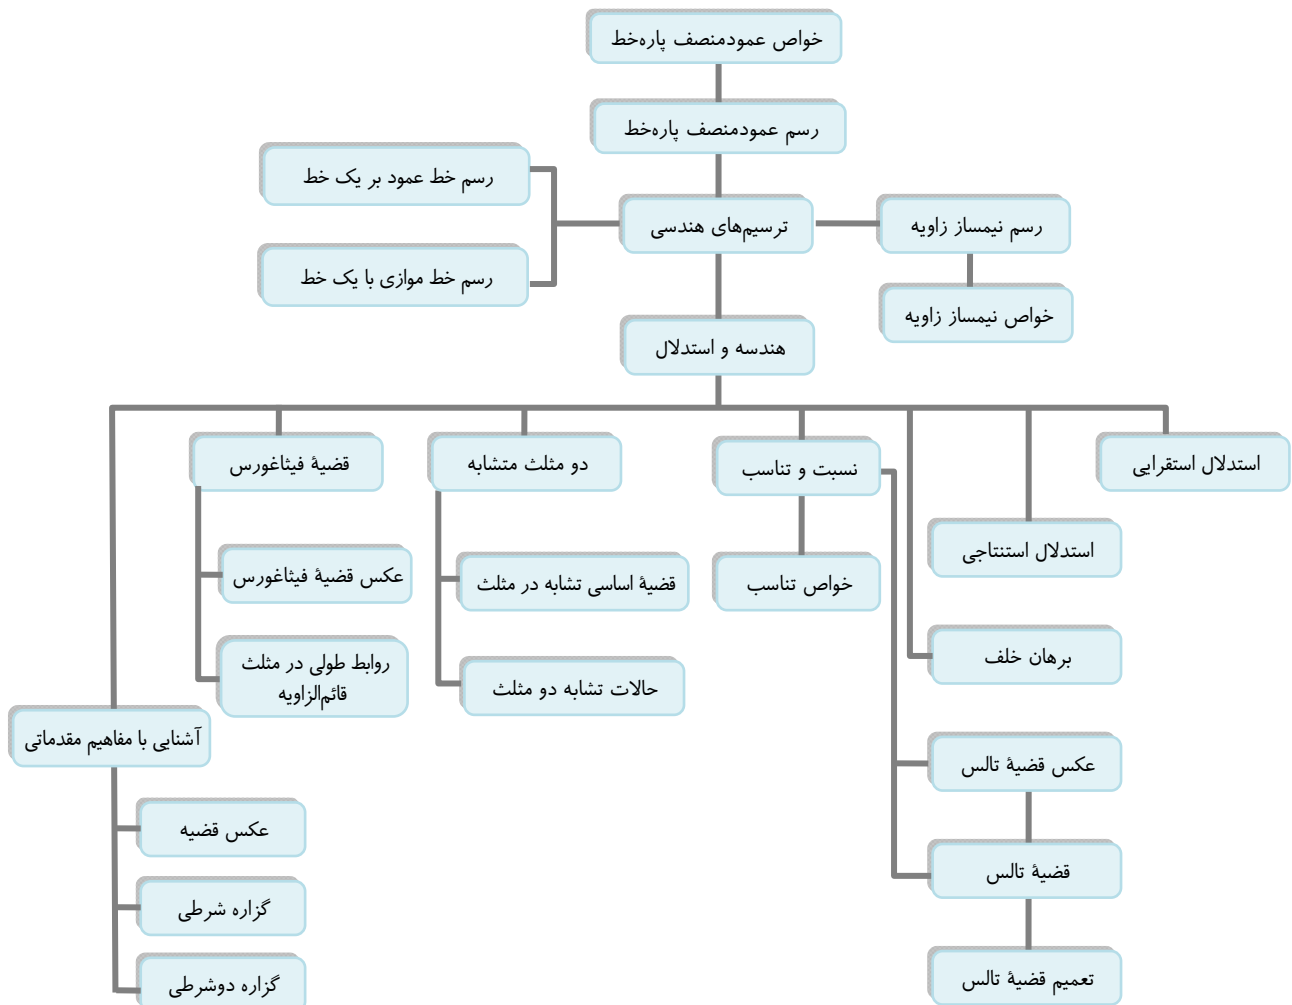 خواص عمودمنصف پاره‌خط
رسم عمودمنصف پاره‌خط
رسم خط عمود بر یک خط
ترسیم‌های هندسی
رسم نیمساز زاویه
رسم خط موازی با یک خط
خواص نیمساز زاویه
هندسه و استدلال
استدلال استقرایی
نسبت و تناسب
دو مثلث متشابه
قضیهٔ فیثاغورس
استدلال استنتاجی
خواص تناسب
قضیهٔ اساسی تشابه در مثلث
عکس قضیهٔ فیثاغورس
برهان خلف
حالات تشابه دو مثلث
روابط طولی در مثلث
قائم‌الزاویه
آشنایی با مفاهیم مقدماتی
عکس قضیهٔ تالس
عکس قضیه
قضیهٔ تالس
گزاره شرطی
تعمیم قضیهٔ تالس
گزاره دوشرطی